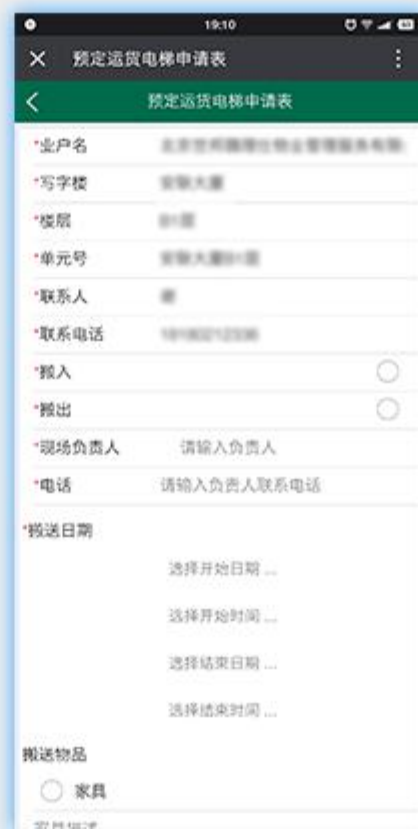 19:10
预定运货电梯申请表
预定运货电梯申请表
*业户名
*写字楼
*楼层
*单元号
*联系人
*联系电话
*搬入
*搬出
*现场负责人 请输入负责人
*电话 请输入负责人联系电话
*搬送日期
选择开始日期 ...
选择开始时间 ...
选择结束日期 ...
选择结束时间 ...
搬送物品
家具